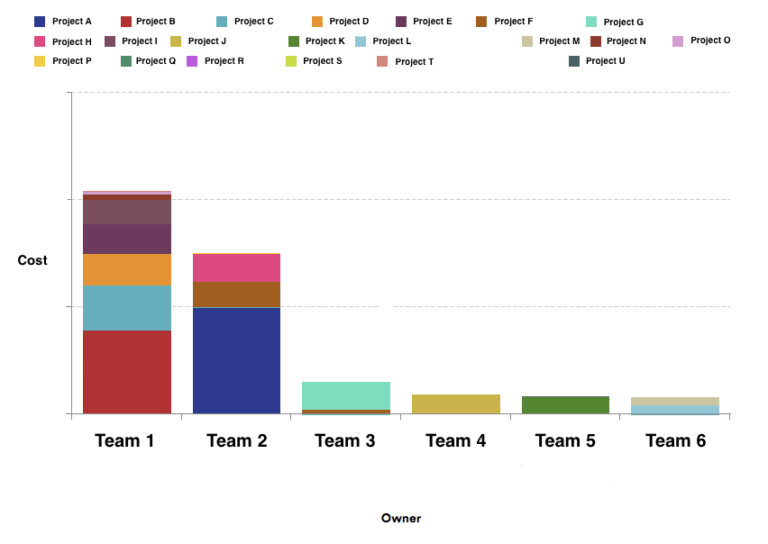 Project A Project B Project C Project D Project E Project F Project G
Project H Project I Project J Project K Project L Project M Project N Project O
Project P Project Q Project R Project S Project T Project U
Cost
Team 1 Team 2 Team 3 Team 4 Team 5 Team 6
Owner